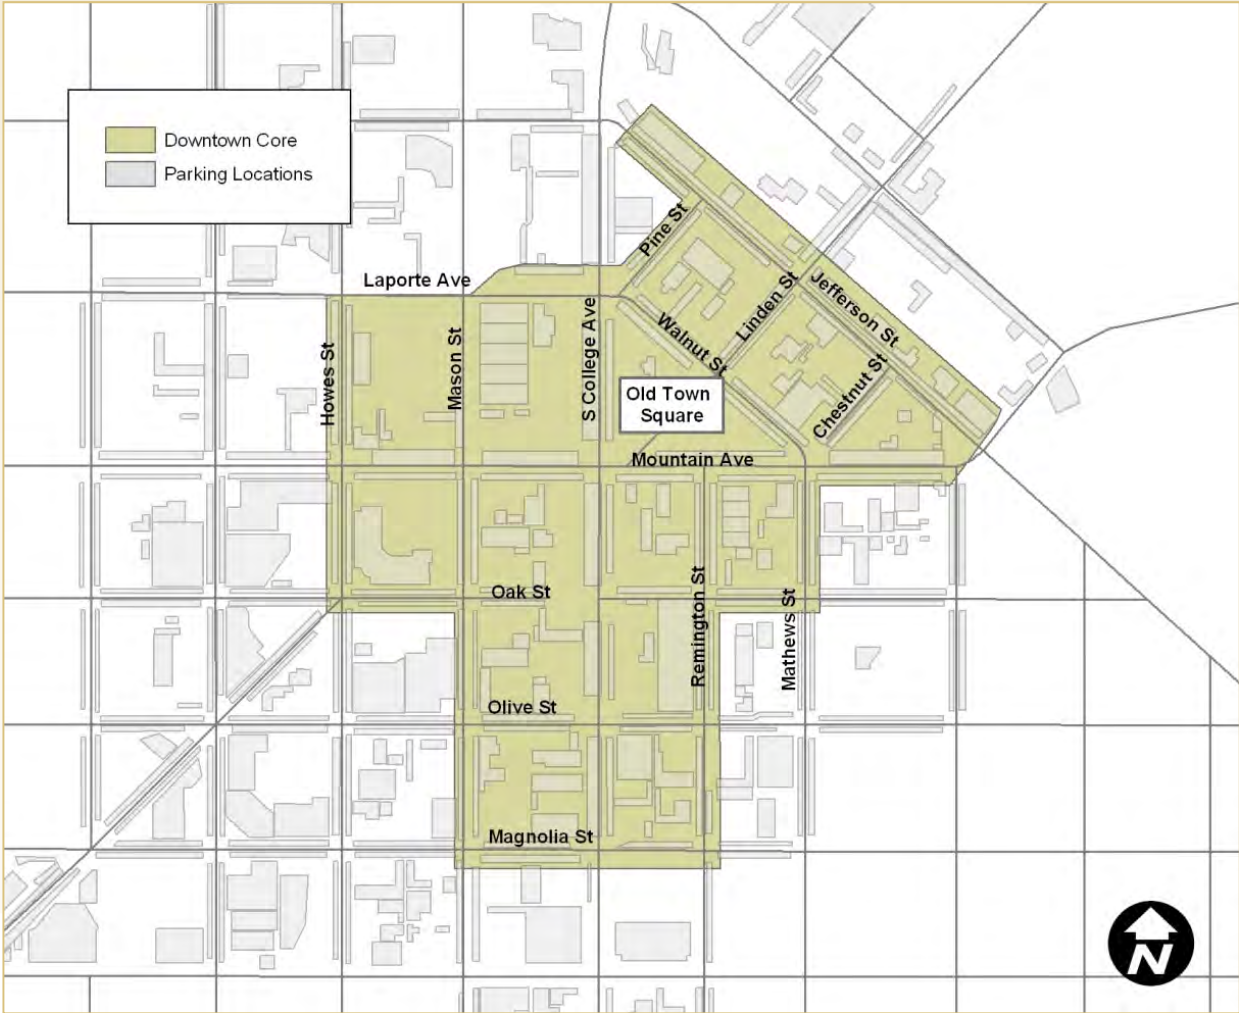 Downtown Core
Parking Locations
Pine St
Laporte Ave
Linden St
Jefferson St
Walnut St
S College Ave
Mason St
Howes St
Chestnut St
Old Town
Square
Mountain Ave
Oak St
Remington St
Mathews St
Olive St
Magnolia St
N